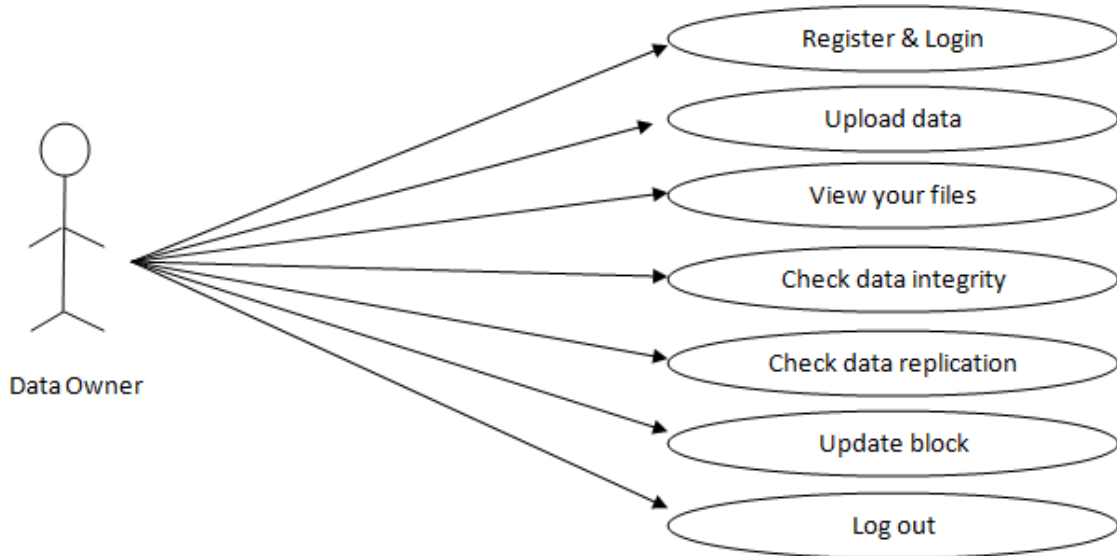 Register & Login
Upload data
View your files
Check data integrity
Check data replication
Data Owner
Update block
Log out